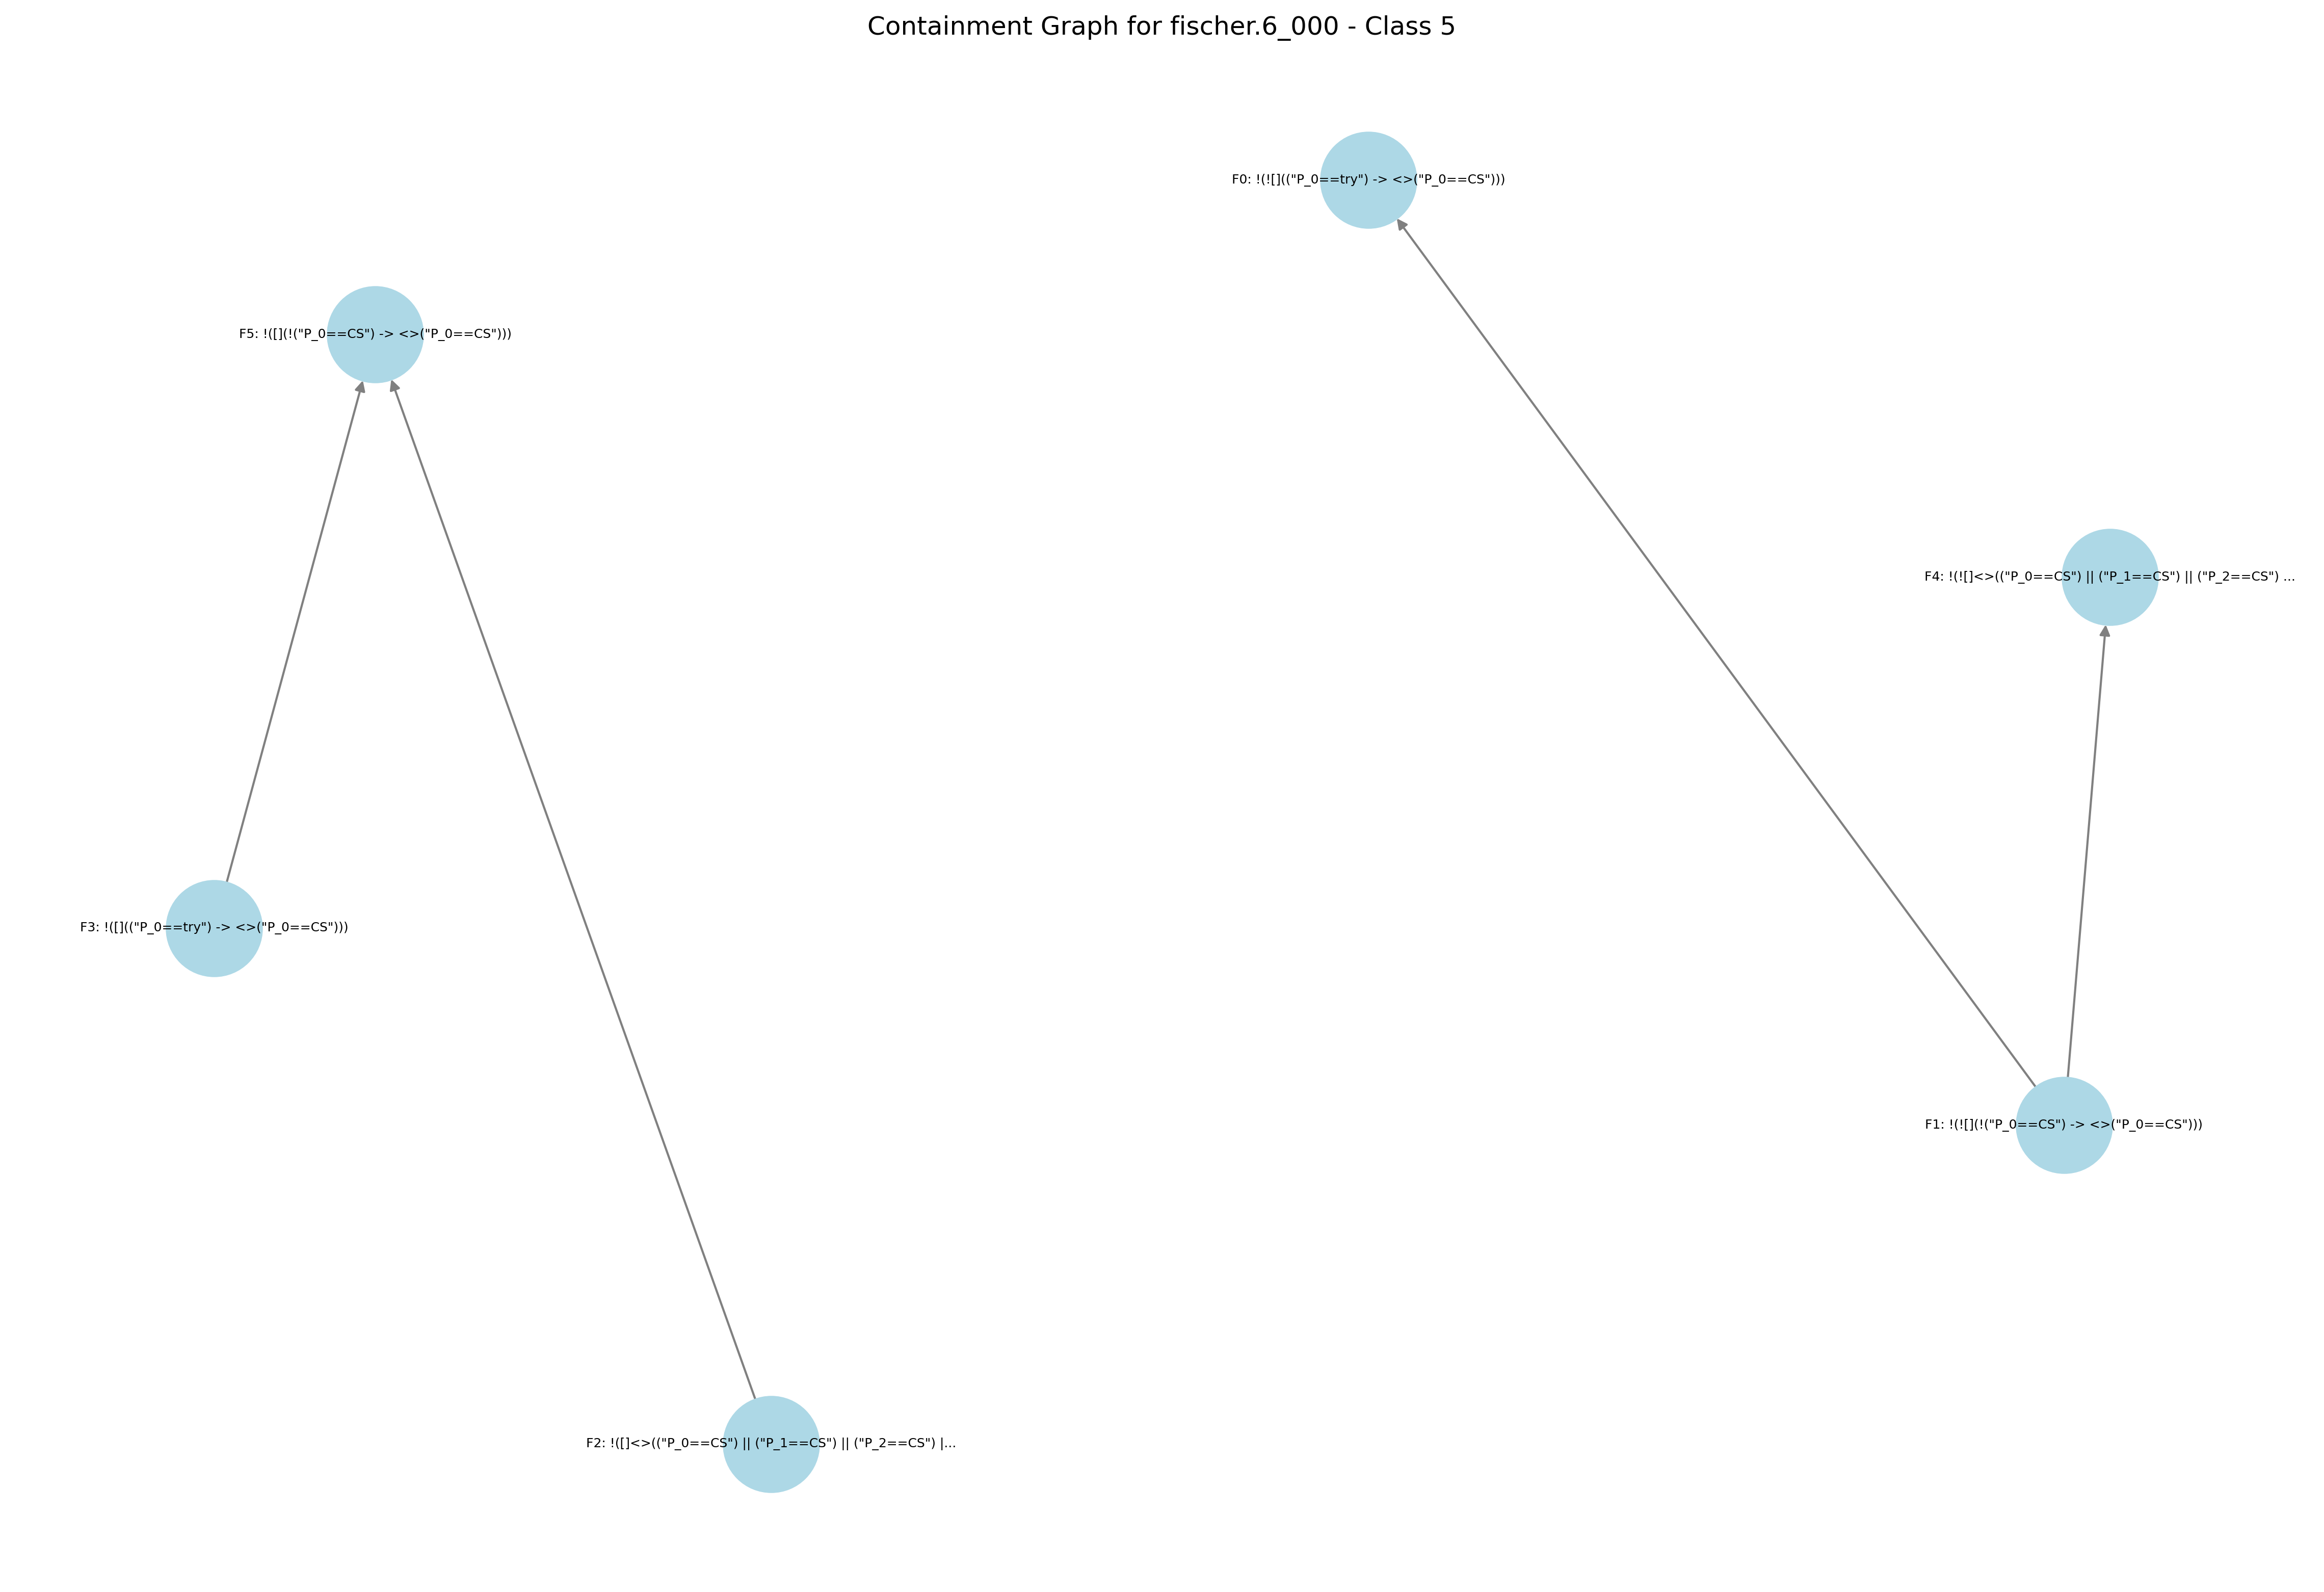 Containment Graph for fischer.6_000 - Class 5
F0: !(![](("P_0==try") -> <>("P_0==CS")))
F5: !([](!("P_0==CS") -> <>("P_0==CS")))
F4: !(![]<>(("P_0==CS") || ("P_1==CS") || ("P_2==CS") ...
F3: !([](("P_0==try") -> <>("P_0==CS")))
F1: !(![](!("P_0==CS") -> <>("P_0==CS")))
F2: !([]<>(("P_0==CS") || ("P_1==CS") || ("P_2==CS") |...